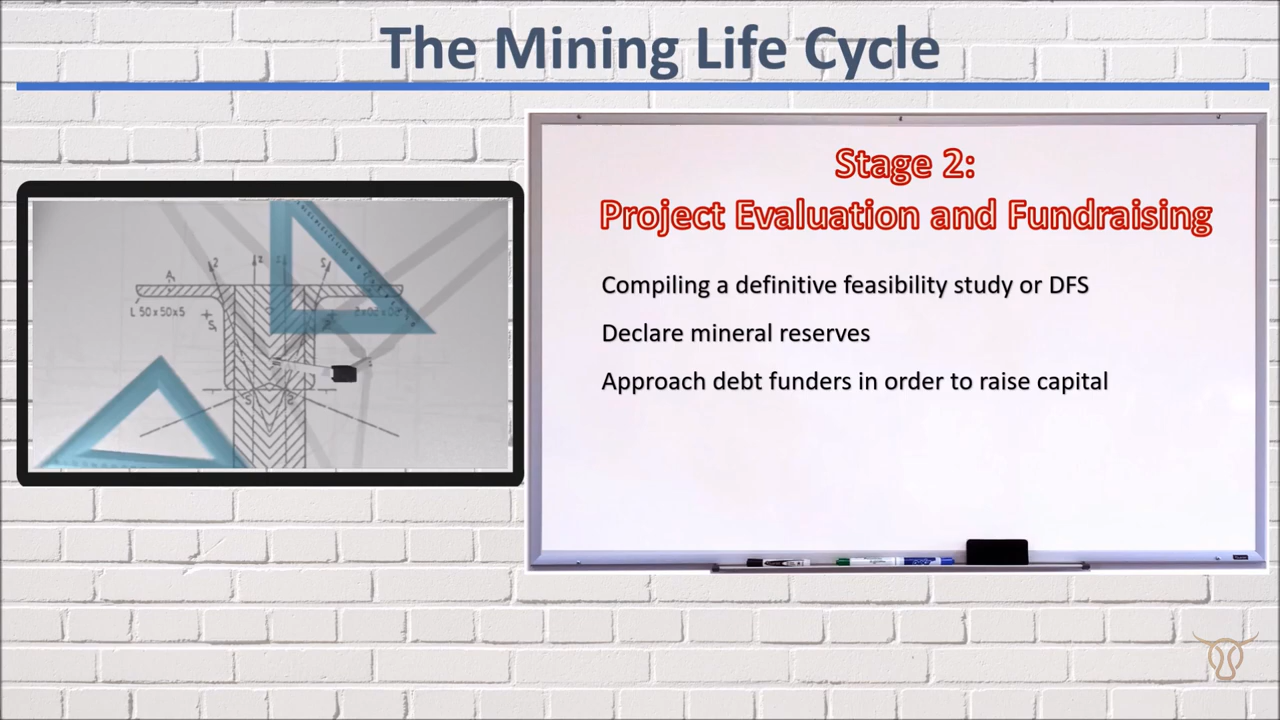 The Mining Life Cycle
Stage 2:
Project Evaluation and Fundraising
Compiling a definitive feasibility study or DFS
Declare mineral reserves
Approach debt funders in order to raise capital
L 50x50x5